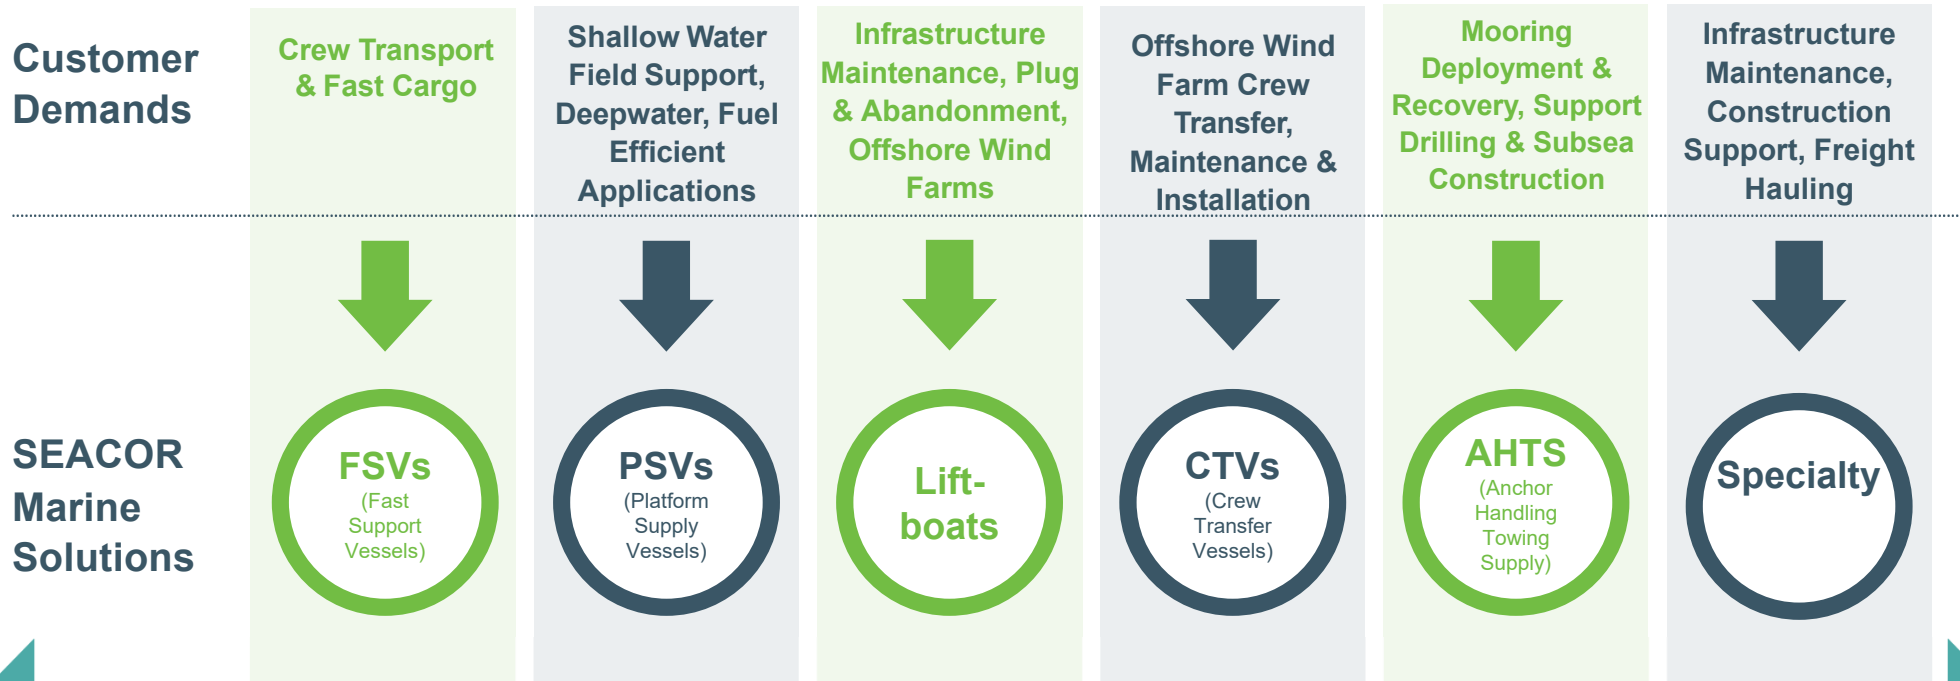 Customer
Demands
Crew Transport
& Fast Cargo
Shallow Water
Field Support,
Deepwater, Fuel
Efficient
Applications
Infrastructure
Maintenance, Plug
& Abandonment,
Offshore Wind
Farms
Offshore Wind
Farm Crew
Transfer,
Maintenance &
Installation
Mooring
Deployment &
Recovery, Support
Drilling & Subsea
Construction
Infrastructure
Maintenance,
Construction
Support, Freight
Hauling
SEACOR
Marine
Solutions
FSVs
(Fast
Support
Vessels)
PSVs
(Platform
Supply
Vessels)
Lift-
boats
CTVs
(Crew
Transfer
Vessels)
AHTS
(Anchor
Handling
Towing
Supply)
Specialty